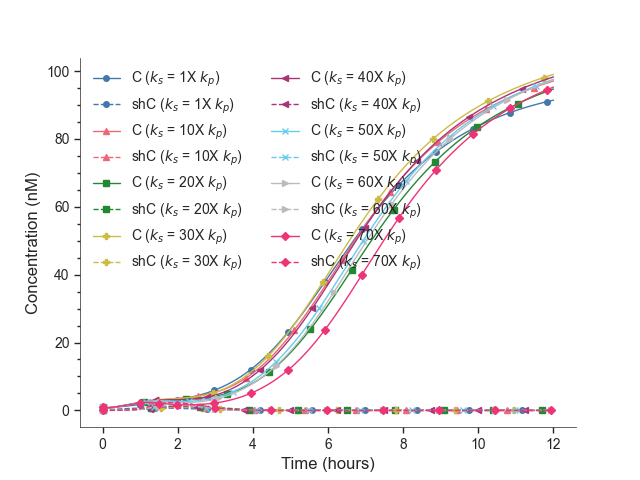 C (ks = 1X kp)
shC (ks = 1X kp)
C (ks = 10X kp)
shC (ks = 10X kp)
C (ks = 20X kp)
shC (ks = 20X kp)
C (ks = 30X kp)
shC (ks = 30X kp)
C (ks = 40X kp)
shC (ks = 40X kp)
C (ks = 50X kp)
shC (ks = 50X kp)
C (ks = 60X kp)
shC (ks = 60X kp)
C (ks = 70X kp)
shC (ks = 70X kp)
Concentration (nM)
100
80
60
40
20
0
0 2 4 6 8 10 12
Time (hours)